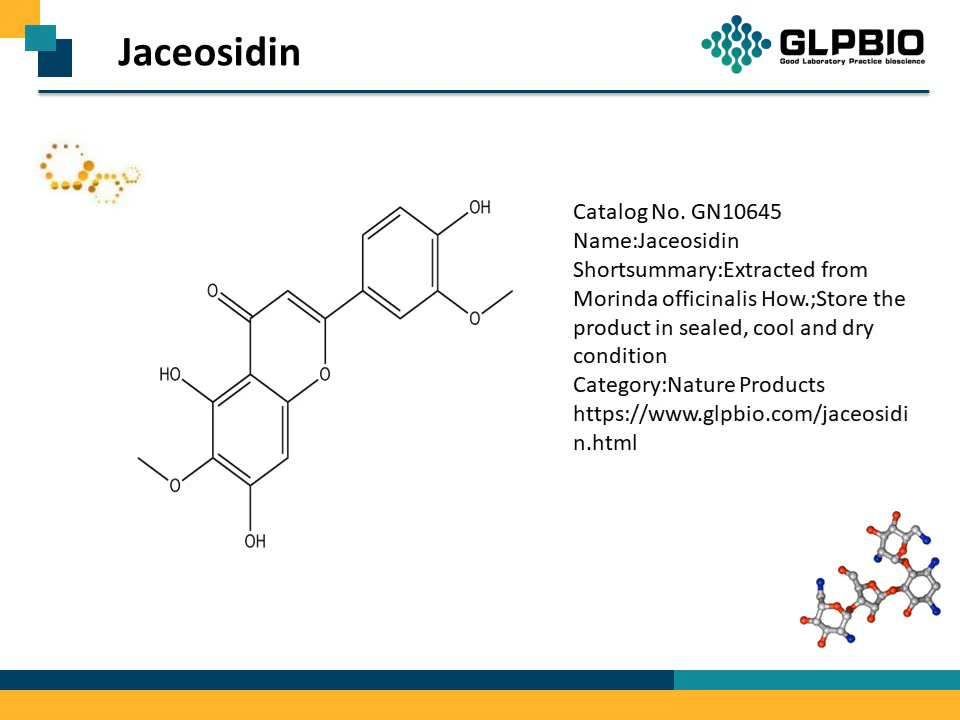 Jaceosidin
GLPBIO
Good Laboratory Practice bioscience
OH
O
O
HO
O
O
OH
Catalog No. GN10645
Name:Jaceosidin
Shortsummary:Extracted from
Morinda officinalis How.;Store the
product in sealed, cool and dry
condition
Category:Nature Products
https://www.glpbio.com/jaceosidi
n.html